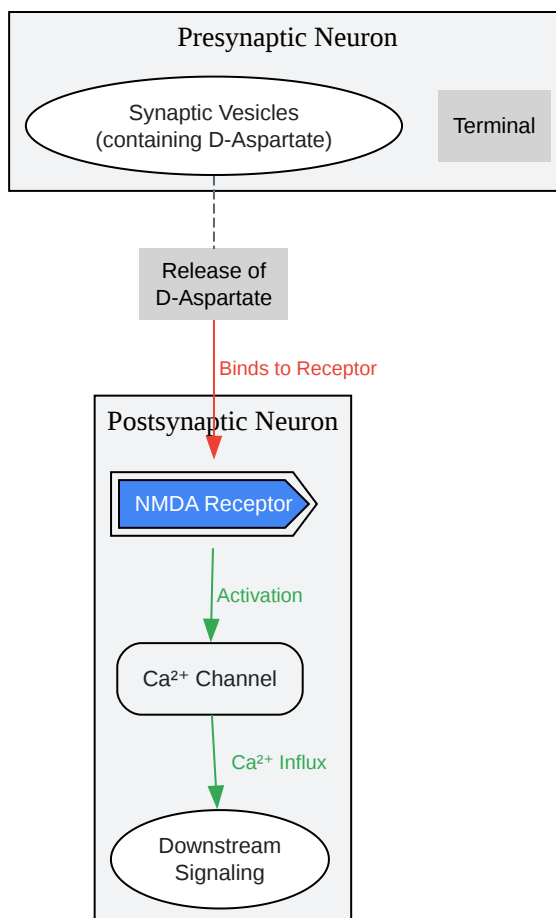 Presynaptic Neuron
Synaptic Vesicles
(containing D-Aspartate)
Terminal
Release of
D-Aspartate
Binds to Receptor
Postsynaptic Neuron
NMDA Receptor
Activation
Ca²⁺ Channel
Ca²⁺ Influx
Downstream
Signaling